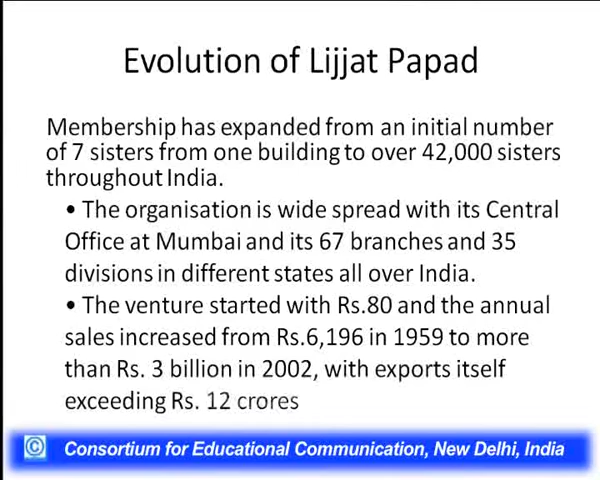 Evolution of Lijjat Papad
Membership has expanded from an initial number
of 7 sisters from one building to over 42,000 sisters
throughout India.
• The organisation is wide spread with its Central
Office at Mumbai and its 67 branches and 35
divisions in different states all over India.
• The venture started with Rs.80 and the annual
sales increased from Rs.6,196 in 1959 to more
than Rs. 3 billion in 2002, with exports itself
exceeding Rs. 12 crores
© Consortium for Educational Communication, New Delhi, India